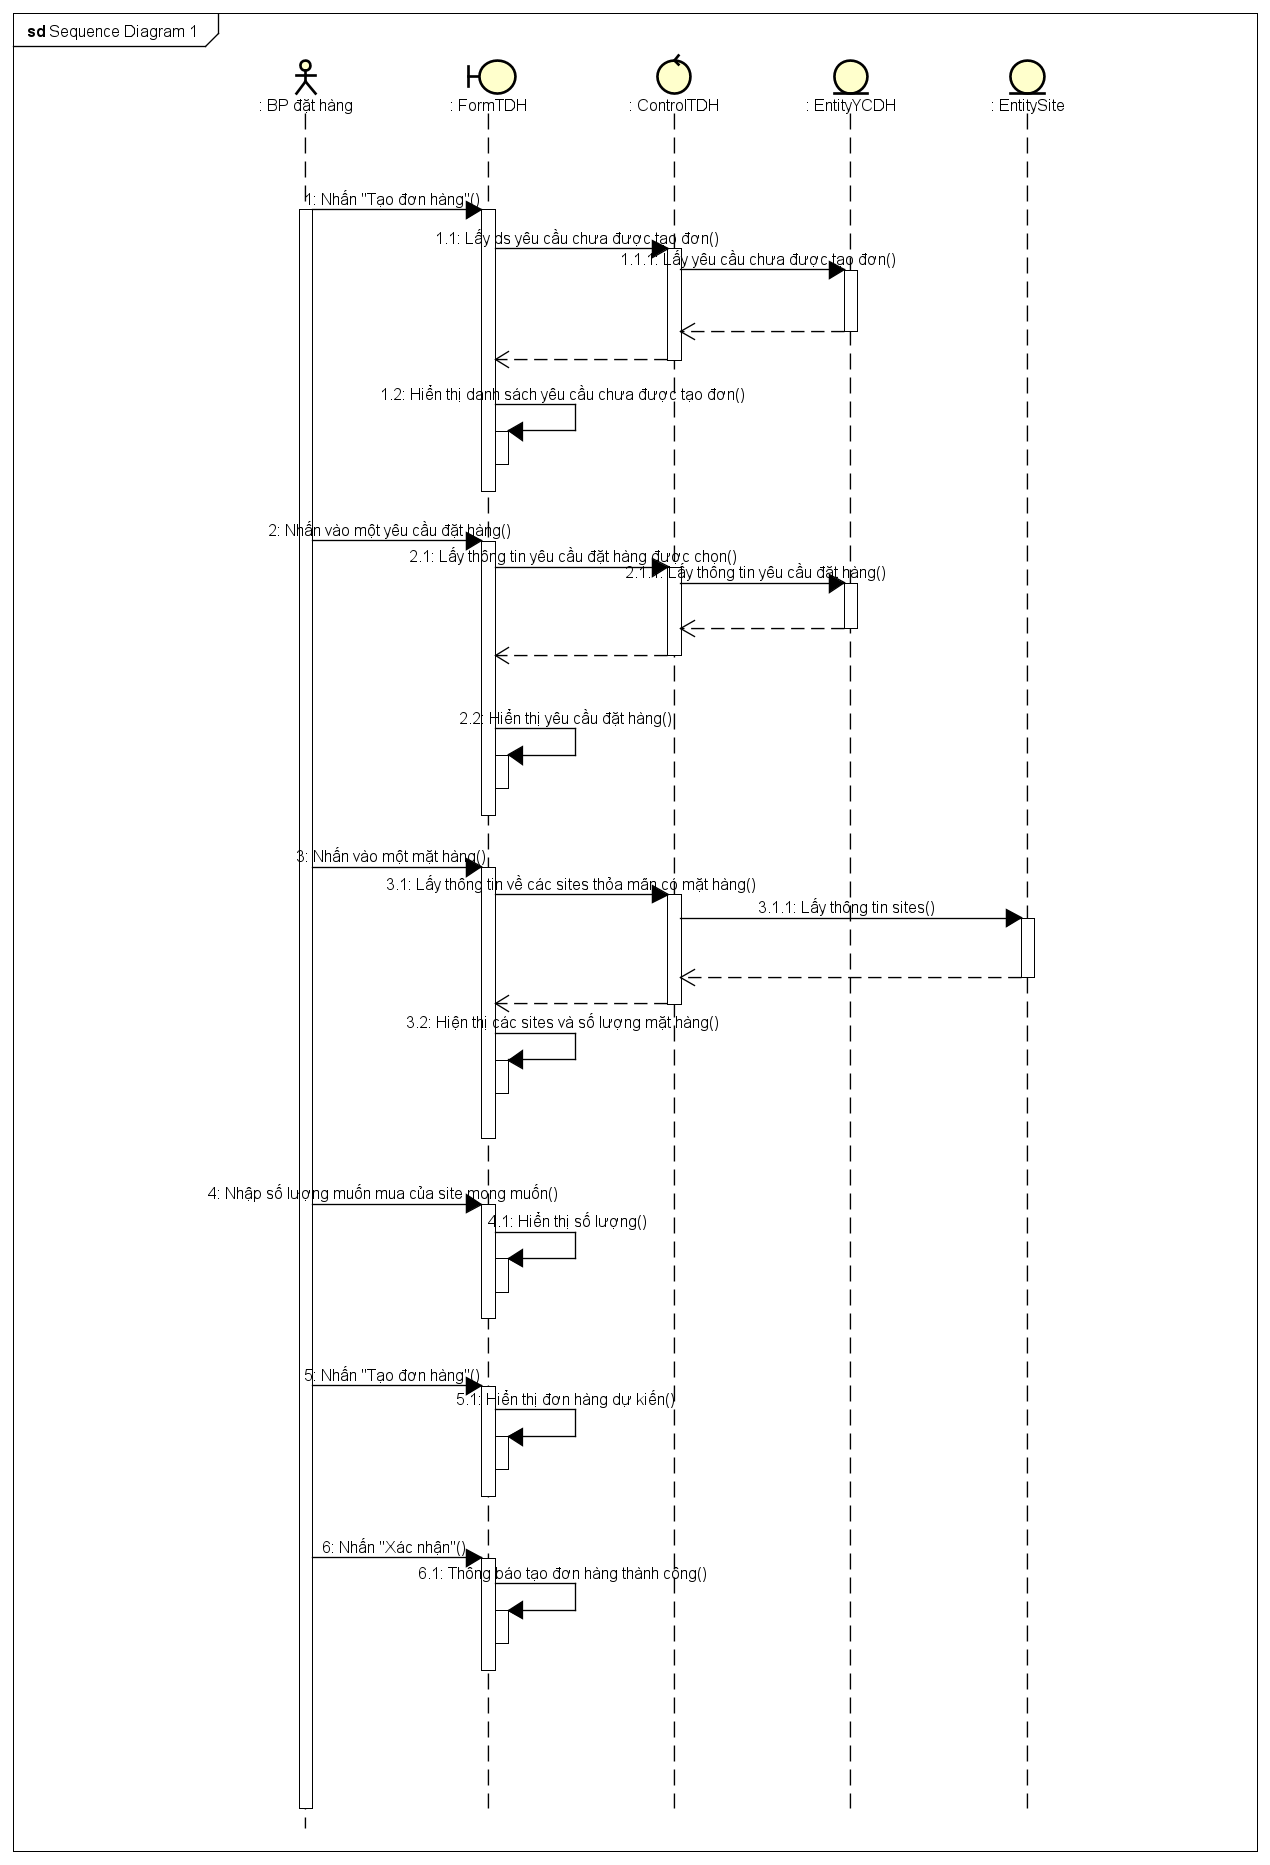 sd Sequence Diagram 1
: BP đặt hàng
: FormTDH
: ControlTDH
: EntityYCDH
: EntitySite
1: Nhấn "Tạo đơn hàng"()
1.1: Lấy ds yêu cầu chưa được tạo đơn()
1.1.1: Lấy yêu cầu chưa được tạo đơn()
1.2: Hiển thị danh sách yêu cầu chưa được tạo đơn()
2: Nhấn vào một yêu cầu đặt hàng()
2.1: Lấy thông tin yêu cầu đặt hàng được chọn()
2.1.1: Lấy thông tin yêu cầu đặt hàng()
2.2: Hiển thị yêu cầu đặt hàng()
3: Nhấn vào một mặt hàng()
3.1: Lấy thông tin về các sites thỏa mãn có mặt hàng()
3.1.1: Lấy thông tin sites()
3.2: Hiện thị các sites và số lượng mặt hàng()
4: Nhập số lượng muốn mua của site mong muốn()
4.1: Hiển thị số lượng()
5: Nhấn "Tạo đơn hàng"()
5.1: Hiển thị đơn hàng dự kiến()
6: Nhấn "Xác nhận"()
6.1: Thông báo tạo đơn hàng thành công()